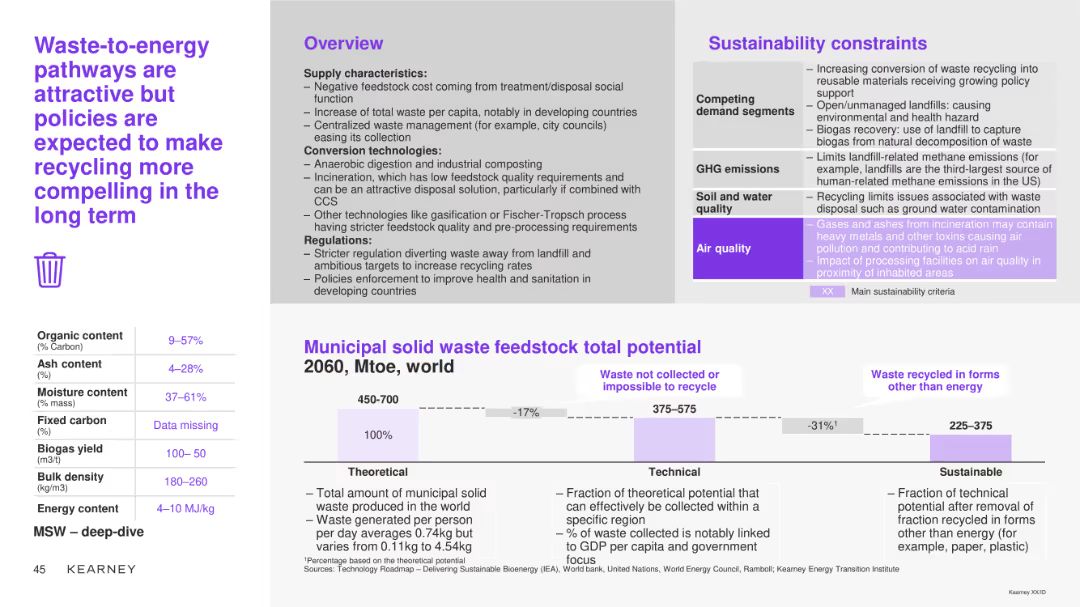 Waste-to-energy
pathways are
attractive but
policies are
expected to make
recycling more
compelling in the
long term
Organic content
(% Carbon)
9–57%
Ash content
(%)
4–28%
Moisture content
(% mass)
37–61%
Fixed carbon
(%)
Data missing
Biogas yield
(m3/t)
100– 50
Bulk density
(kg/m3)
180–260
Energy content
4–10 MJ/kg
MSW – deep-dive
45 KEARNEY
Overview
Supply characteristics:
– Negative feedstock cost coming from treatment/disposal social
function
– Increase of total waste per capita, notably in developing countries
– Centralized waste management (for example, city councils)
easing its collection
Conversion technologies:
– Anaerobic digestion and industrial composting
– Incineration, which has low feedstock quality requirements and
can be an attractive disposal solution, particularly if combined with
CCS
– Other technologies like gasification or Fischer-Tropsch process
having stricter feedstock quality and pre-processing requirements
Regulations:
– Stricter regulation diverting waste away from landfill and
ambitious targets to increase recycling rates
– Policies enforcement to improve health and sanitation in
developing countries
Sustainability constraints
Competing
demand segments
– Increasing conversion of waste recycling into
reusable materials receiving growing policy
support
– Open/unmanaged landfills: causing
environmental and health hazard
– Biogas recovery: use of landfill to capture
biogas from natural decomposition of waste
GHG emissions
– Limits landfill-related methane emissions (for
example, landfills are the third-largest source of
human-related methane emissions in the US)
Soil and water
quality
– Recycling limits issues associated with waste
disposal such as ground water contamination
Air quality
– Gases and ashes from incineration may contain
heavy metals and other toxins causing air
pollution and contributing to acid rain
– Impact of processing facilities on air quality in
proximity of inhabited areas
XX Main sustainability criteria
Municipal solid waste feedstock total potential
2060, Mtoe, world
Waste not collected or
impossible to recycle
Waste recycled in forms
other than energy
450-700
100%
-17%
375–575
-31%¹
225–375
Theoretical
Technical
Sustainable
– Total amount of municipal solid
waste produced in the world
– Waste generated per person
per day averages 0.74kg but
varies from 0.11kg to 4.54kg
– Fraction of theoretical potential that
can effectively be collected within a
specific region
– % of waste collected is notably linked
to GDP per capita and government
focus
– Fraction of technical
potential after removal of
fraction recycled in forms
other than energy (for
example, paper, plastic)
¹Percentage based on the theoretical potential
Sources: Technology Roadmap – Delivering Sustainable Bioenergy (IEA), World bank, United Nations, World Energy Council, Ramboll; Kearney Energy Transition Institute
Kearney XX/ID